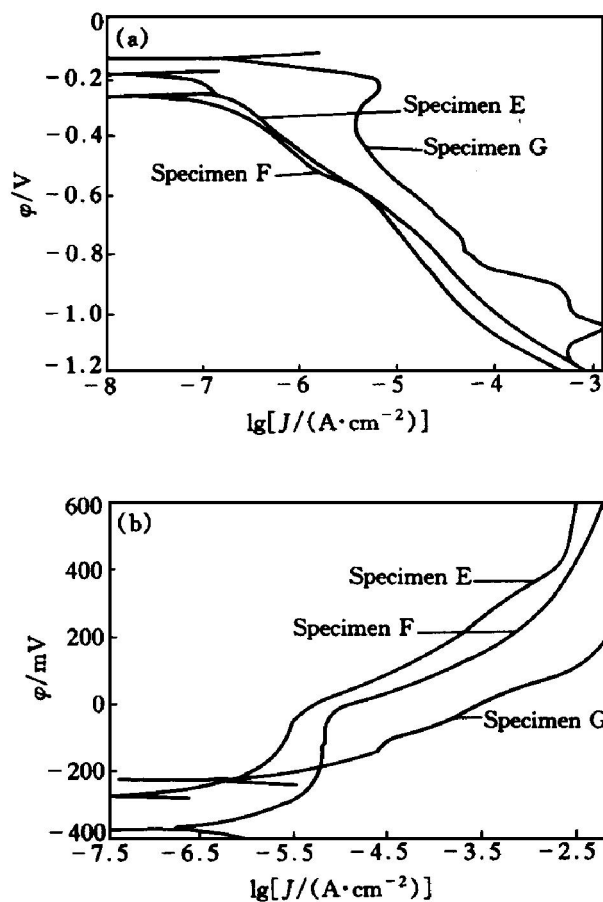 (a)
0
−0.2
−0.4
−0.6
−0.8
−1.0
−1.2
φ/V
Specimen E
Specimen G
Specimen F
−8 −7 −6 −5 −4 −3
lg[J/(A·cm⁻²)]
(b)
600
400
200
0
−200
−400
φ/mV
Specimen E
Specimen F
Specimen G
−7.5 −6.5 −5.5 −4.5 −3.5 −2.5
lg[J/(A·cm⁻²)]